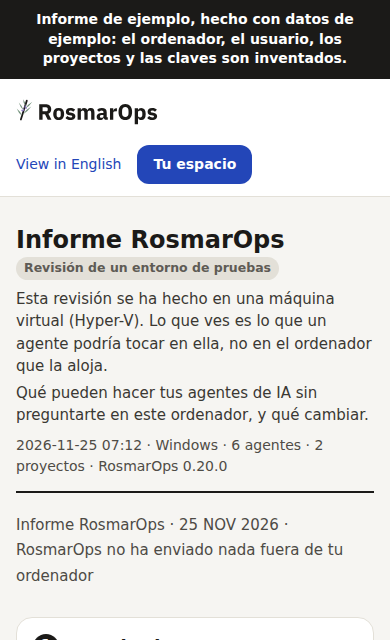 Informe de ejemplo, hecho con datos de
ejemplo: el ordenador, el usuario, los
proyectos y las claves son inventados.
RosmarOps
View in English
Tu espacio
Informe RosmarOps
Revisión de un entorno de pruebas
Esta revisión se ha hecho en una máquina
virtual (Hyper-V). Lo que ves es lo que un
agente podría tocar en ella, no en el ordenador
que la aloja.
Qué pueden hacer tus agentes de IA sin
preguntarte en este ordenador, y qué cambiar.
2026-11-25 07:12 · Windows · 6 agentes · 2
proyectos · RosmarOps 0.20.0
Informe RosmarOps · 25 NOV 2026 ·
RosmarOps no ha enviado nada fuera de tu
ordenador